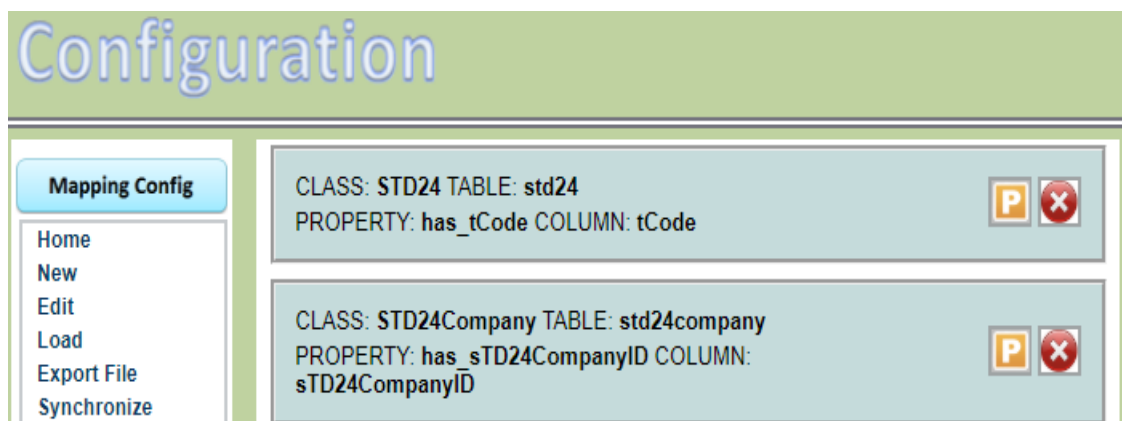 Configuration
Mapping Config
Home
New
Edit
Load
Export File
Synchronize
CLASS: STD24 TABLE: std24
PROPERTY: has_tCode COLUMN: tCode
P
CLASS: STD24Company TABLE: std24company
PROPERTY: has_sTD24CompanyID COLUMN:
sTD24CompanyID
P